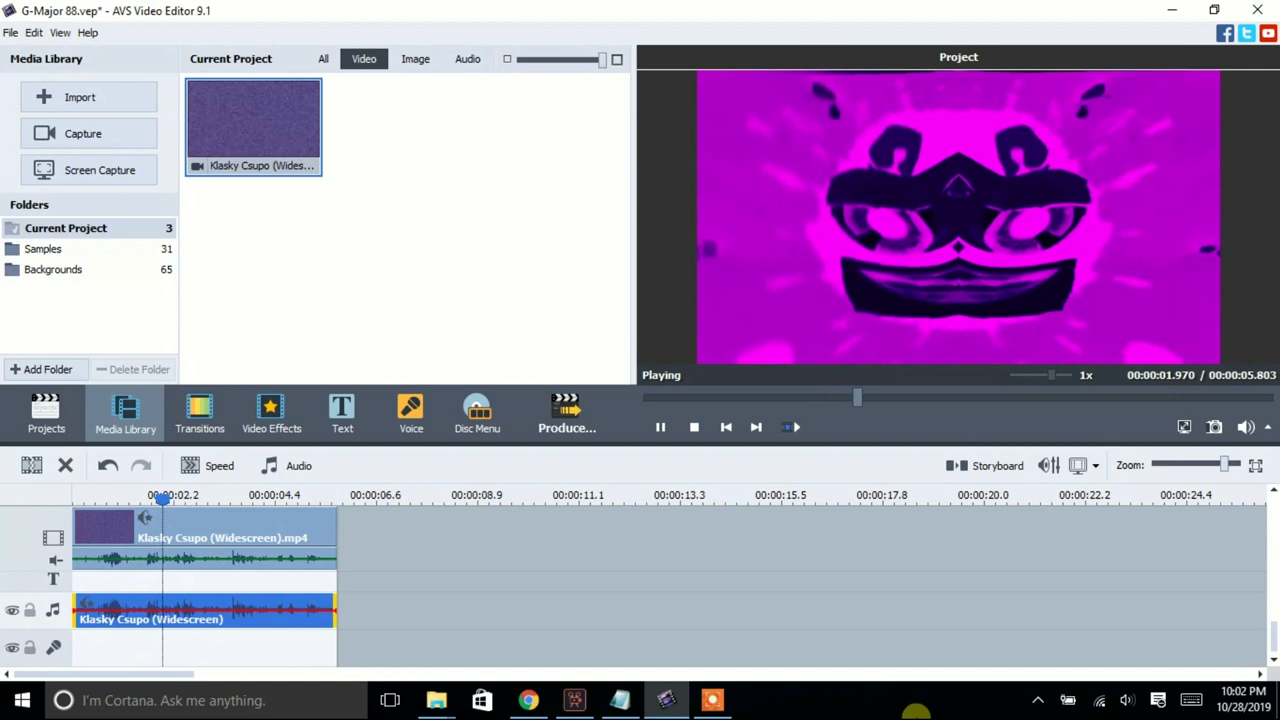 G-Major 88.vep* - AVS Video Editor 9.1
File Edit View Help
Media Library
Current Project All Video Image Audio
Project
Import
Capture
Screen Capture
Klasky Csupo (Wides...
Folders
Current Project 3
Samples 31
Backgrounds 65
Add Folder Delete Folder
Playing 1x 00:00:01.970 / 00:00:05.803
Projects Media Library Transitions Video Effects Text Voice Disc Menu Produce...
Speed Audio Storyboard Zoom:
00:00:02.2 00:00:04.4 00:00:06.6 00:00:08.9 00:00:11.1 00:00:13.3 00:00:15.5 00:00:17.8 00:00:20.0 00:00:22.2 00:00:24.4
Klasky Csupo (Widescreen).mp4
T
Klasky Csupo (Widescreen)
I'm Cortana. Ask me anything.
10:02 PM
10/28/2019